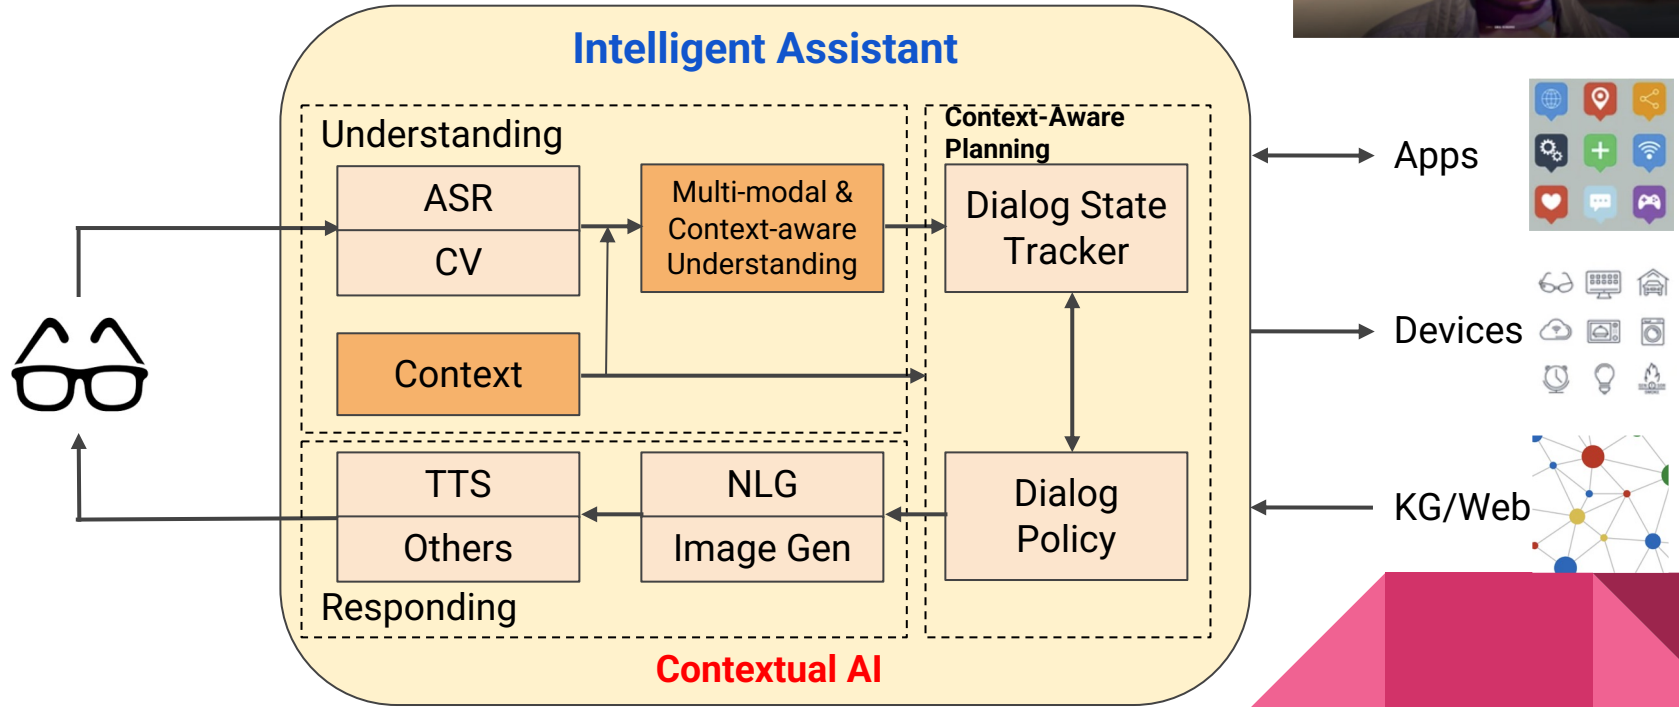 Intelligent Assistant
Understanding
ASR
CV
Multi-modal &
Context-aware
Understanding
Context
Context-Aware
Planning
Dialog State
Tracker
Dialog
Policy
TTS
Others
NLG
Image Gen
Responding
Contextual AI
Apps
Devices
KG/Web